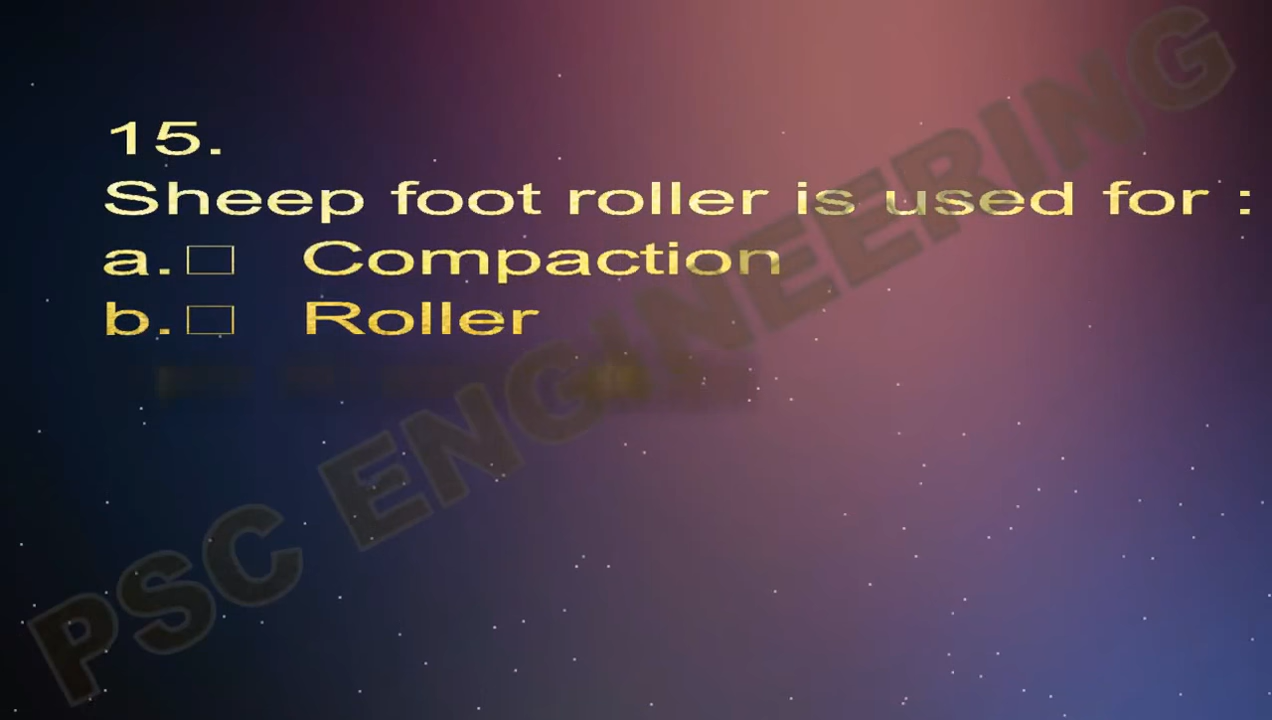 15.
Sheep foot roller is used for :
a.□ Compaction
b.□ Roller
PSC ENGINEERING